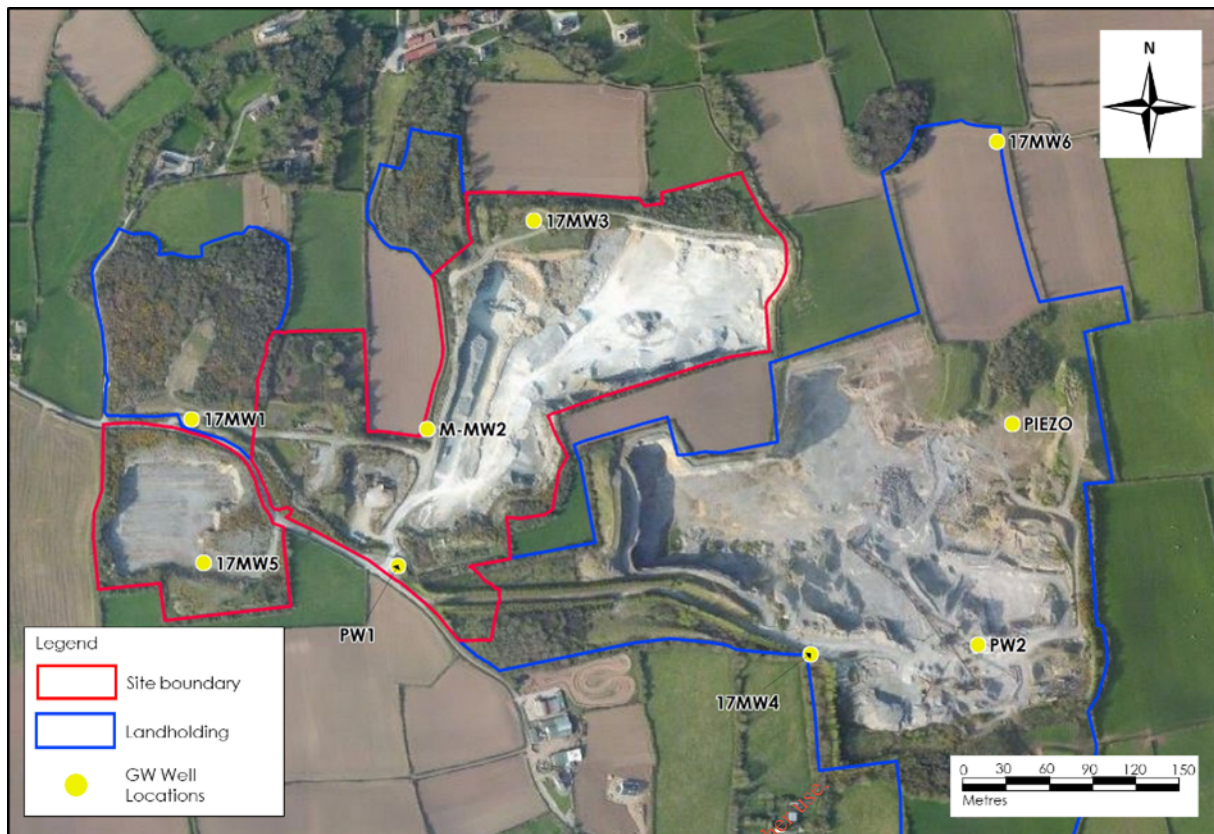 N
17MW6
17MW3
17MW1
M-MW2
PIEZO
17MW5
PW1
PW2
17MW4
Legend
Site boundary
Landholding
GW Well
Locations
0 30 60 90 120 150
Metres
use.